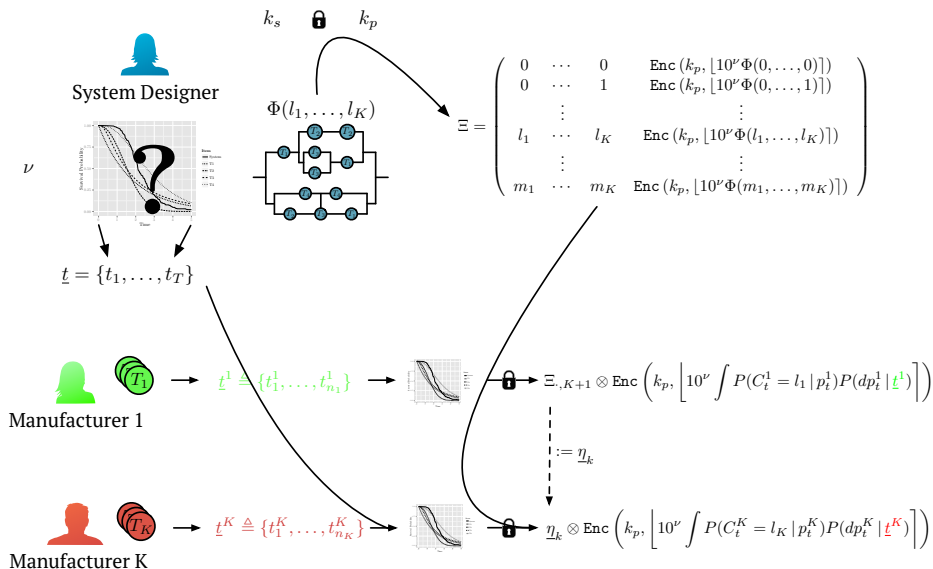 k_s k_p
System Designer
Φ(l_1, …, l_K)
ν
Survival Probability
Time
Ξ =
0 ⋯ 0 Enc(k_p, ⌊10^ν Φ(0, …, 0)⌉)
0 ⋯ 1 Enc(k_p, ⌊10^ν Φ(0, …, 1)⌉)
⋮ ⋮
l_1 ⋯ l_K Enc(k_p, ⌊10^ν Φ(l_1, …, l_K)⌉)
⋮ ⋮
m_1 ⋯ m_K Enc(k_p, ⌊10^ν Φ(m_1, …, m_K)⌉)
?
t = {t_1, …, t_T}
T_1
t^1 ≜ {t^1_1, …, t^1_{n_1}}
Ξ_{·,K+1} ⊗ Enc(k_p, ⌊10^ν ∫ P(C^1_t = l_1 | p^1_t)P(dp^1_t | t^1)⌉)
Manufacturer 1
:= η_k
T_K
t^K ≜ {t^K_1, …, t^K_{n_K}}
η_k ⊗ Enc(k_p, ⌊10^ν ∫ P(C^K_t = l_K | p^K_t)P(dp^K_t | t^K)⌉)
Manufacturer K